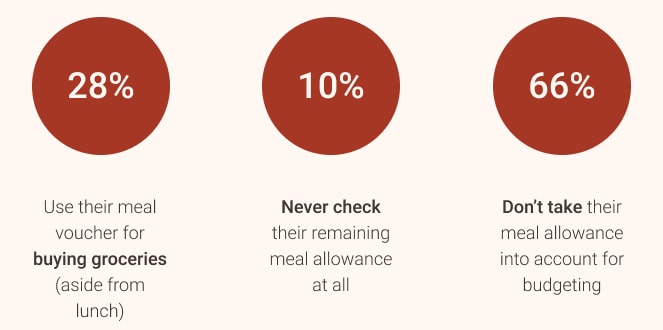 28%
Use their meal
voucher for
buying groceries
(aside from
lunch)
10%
Never check
their remaining
meal allowance
at all
66%
Don't take their
meal allowance
into account for
budgeting